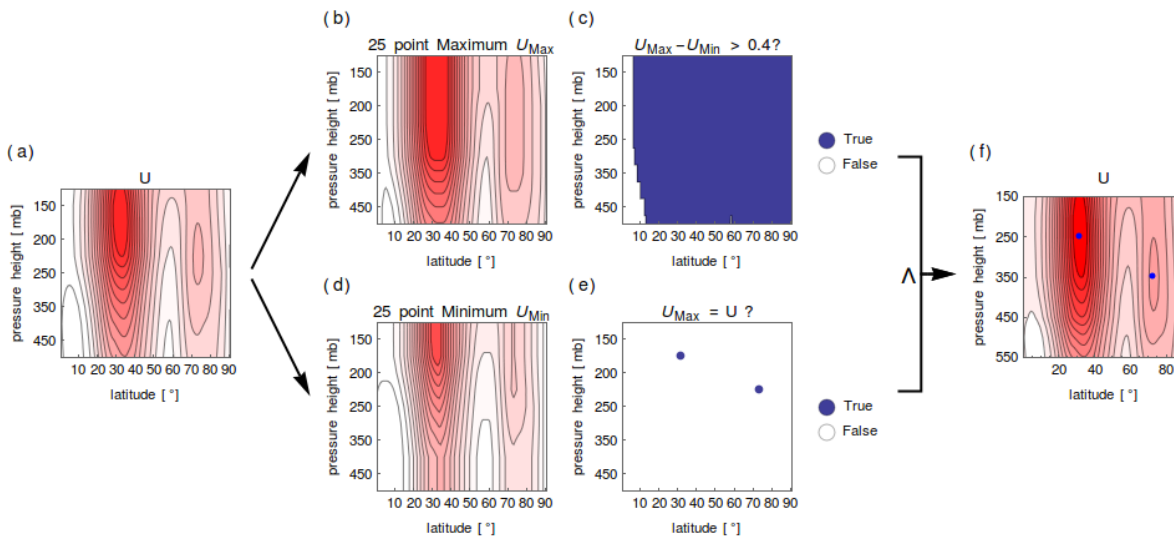 ( b )
25 point Maximum U_Max
pressure height [ mb ]
150
200
250
350
450
10 20 30 40 50 60 70 80 90
latitude [ ° ]
( c )
U_Max − U_Min > 0.4?
pressure height [ mb ]
150
200
250
350
450
10 20 30 40 50 60 70 80 90
latitude [ ° ]
True
False
( a )
U
pressure height [ mb ]
150
200
250
350
450
10 20 30 40 50 60 70 80 90
latitude [ ° ]
( d )
25 point Minimum U_Min
pressure height [ mb ]
150
200
250
350
450
10 20 30 40 50 60 70 80 90
latitude [ ° ]
( e )
U_Max = U ?
pressure height [ mb ]
150
200
250
350
450
10 20 30 40 50 60 70 80 90
latitude [ ° ]
True
False
Λ
( f )
U
pressure height [ mb ]
150
250
350
450
550
20 40 60 80
latitude [ ° ]